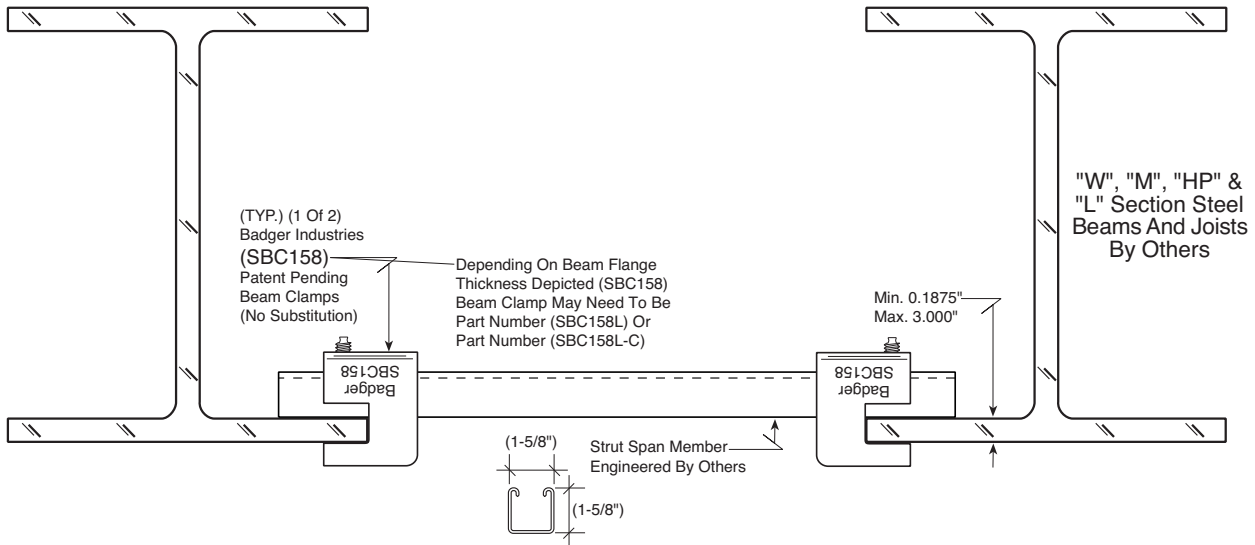 "W", "M", "HP" &
"L" Section Steel
Beams And Joists
By Others
(TYP.) (1 Of 2)
Badger Industries
(SBC158)
Patent Pending
Beam Clamps
(No Substitution)
Depending On Beam Flange
Thickness Depicted (SBC158)
Beam Clamp May Need To Be
Part Number (SBC158L) Or
Part Number (SBC158L-C)
Min. 0.1875"
Max. 3.000"
Badger
SBC158
Badger
SBC158
(1-5/8")
Strut Span Member
Engineered By Others
(1-5/8")